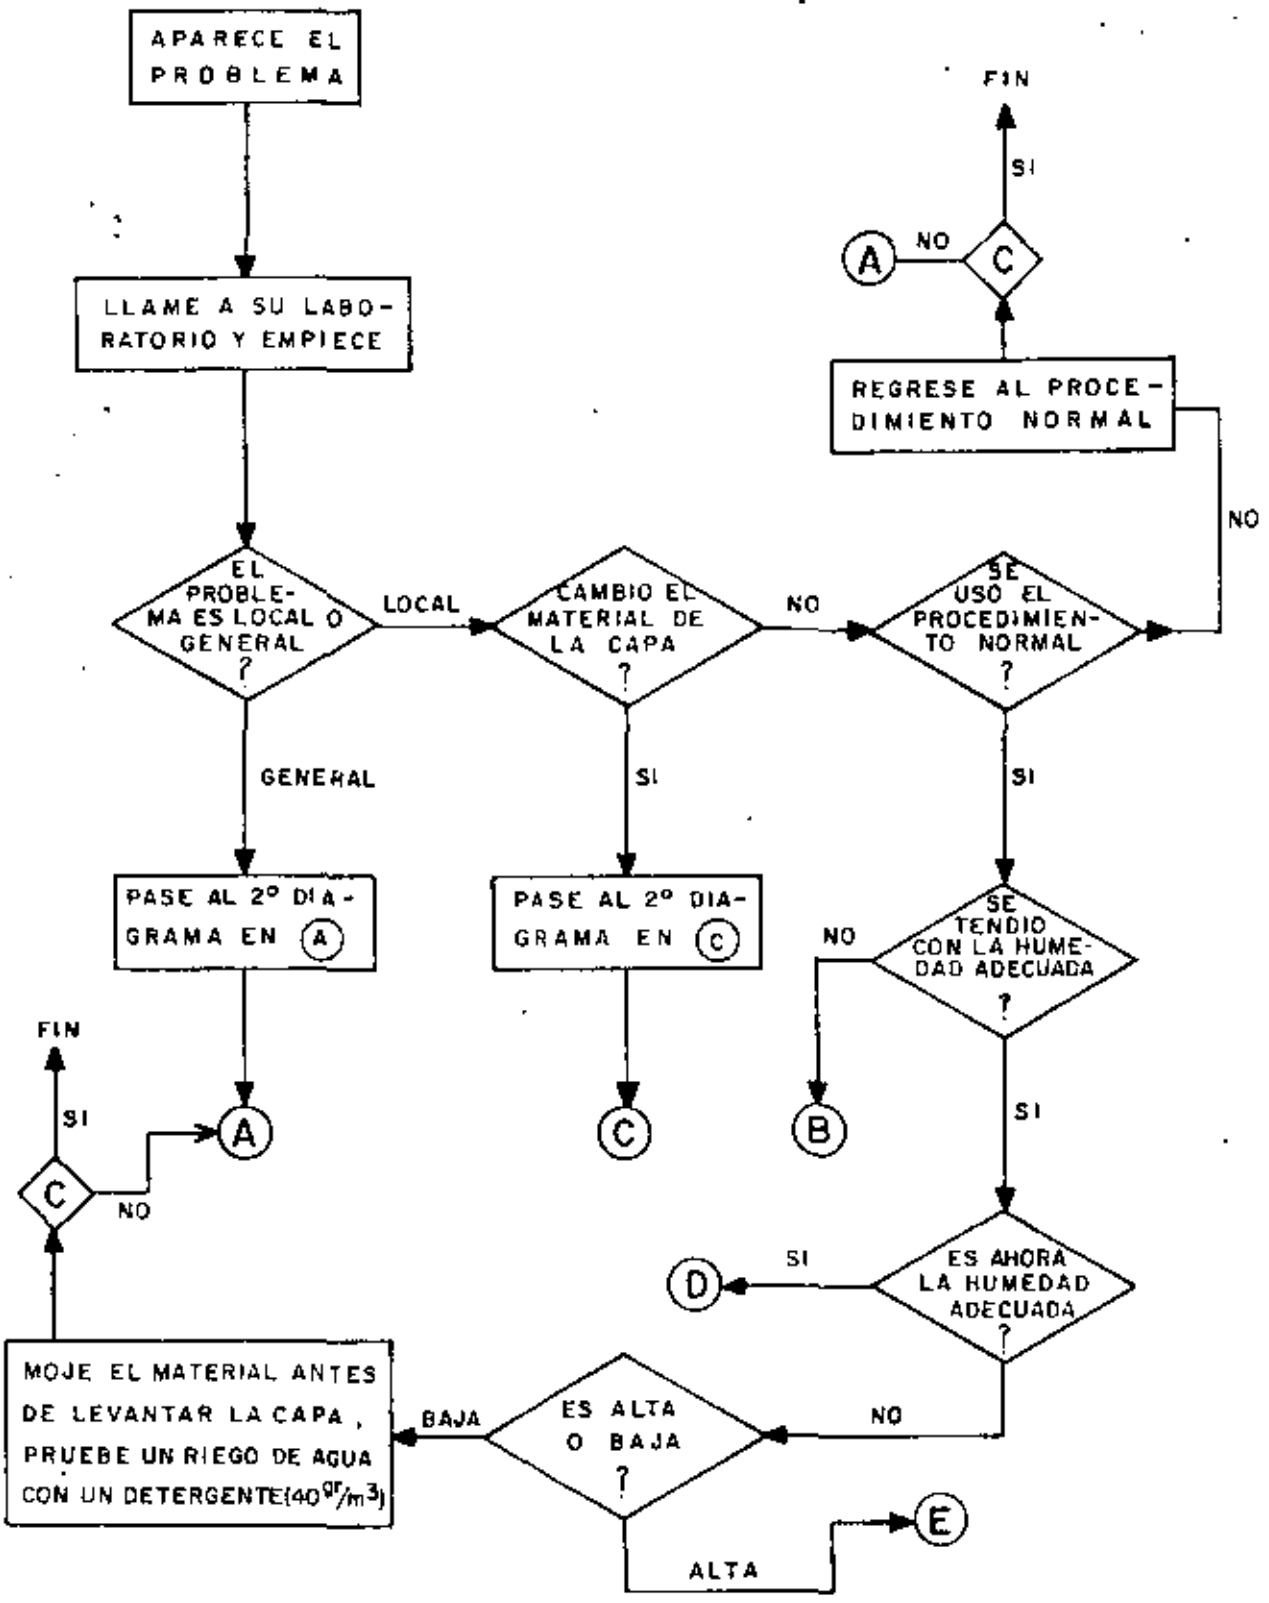 APARECE EL
PROBLEMA
FIN
SI
A
NO
C
LLAME A SU LABO-
RATORIO Y EMPIECE
REGRESE AL PROCE-
DIMIENTO NORMAL
NO
EL
PROBLE-
MA ES LOCAL O
GENERAL
?
LOCAL
CAMBIO EL
MATERIAL DE
LA CAPA
?
NO
SE
USO EL
PROCEDIMIEN-
TO NORMAL
?
GENERAL
SI
SI
PASE AL 2º DIA-
GRAMA EN A
PASE AL 2º DIA-
GRAMA EN C
NO
SE
TENDIO
CON LA HUME-
DAD ADECUADA
?
FIN
SI
C
NO
A
C
B
SI
D
SI
ES AHORA
LA HUMEDAD
ADECUADA
?
MOJE EL MATERIAL ANTES
DE LEVANTAR LA CAPA,
PRUEBE UN RIEGO DE AGUA
CON UN DETERGENTE(40gr/m3)
BAJA
ES ALTA
O BAJA
?
NO
ALTA
E